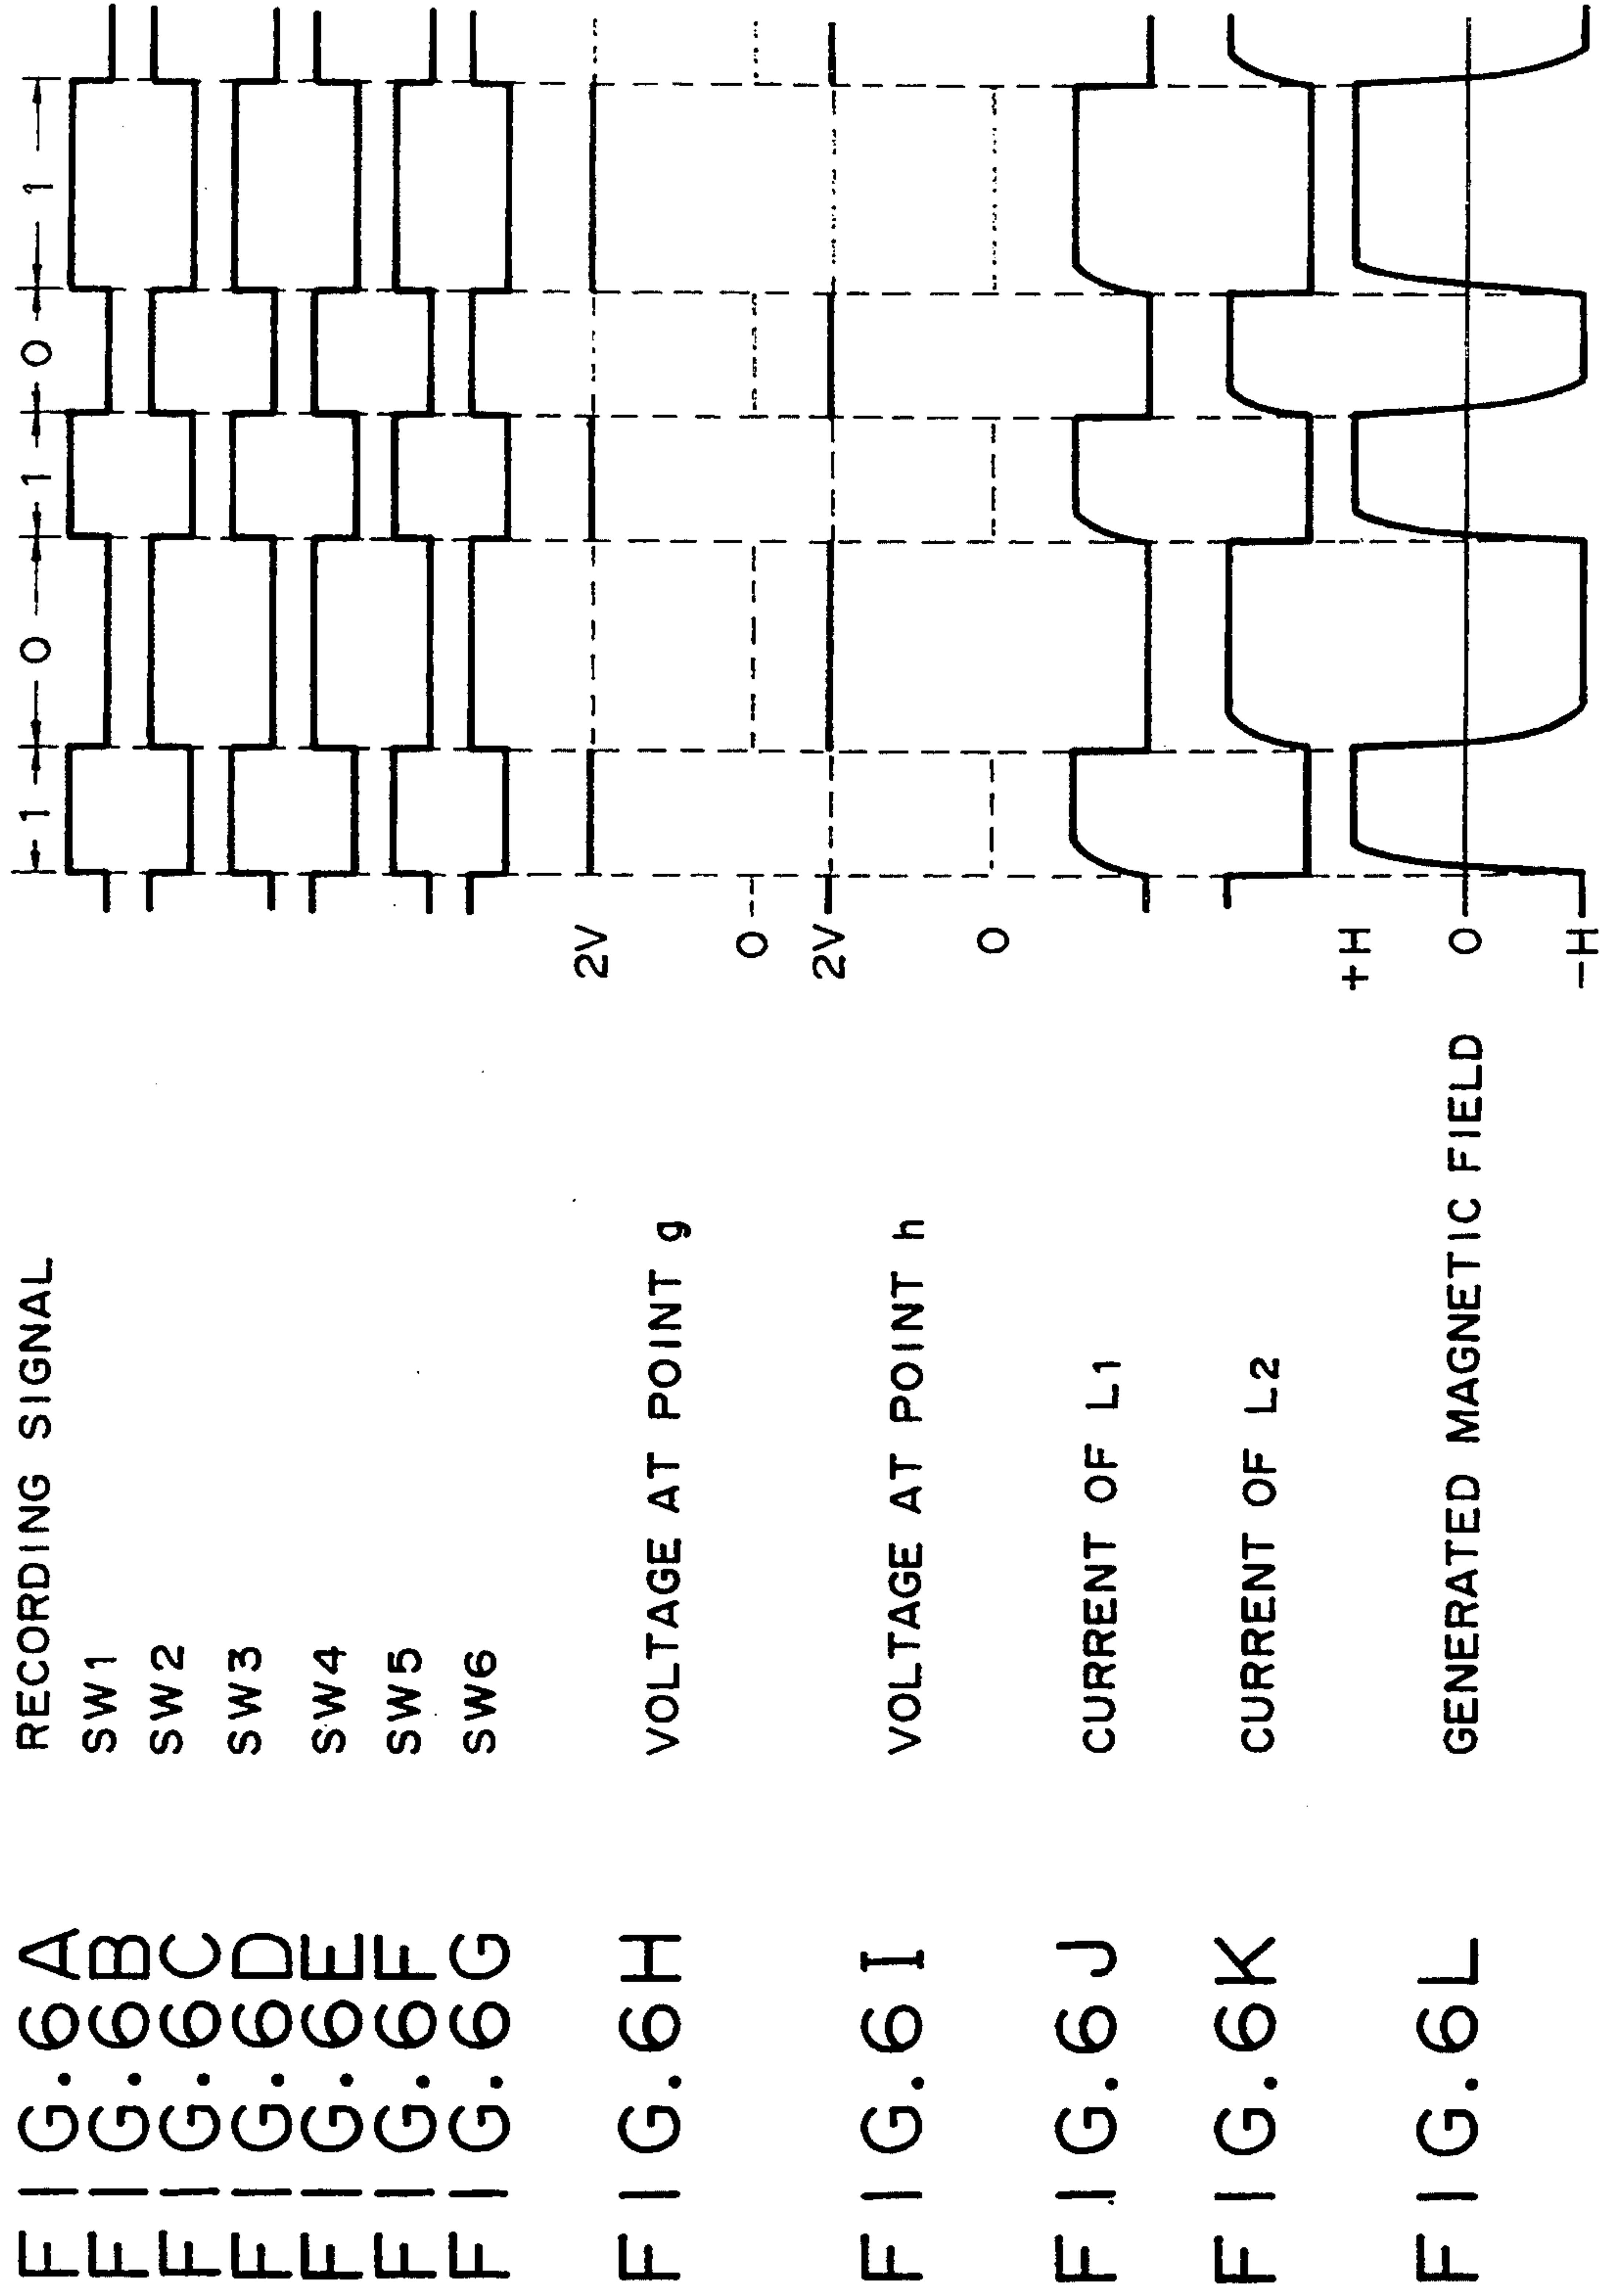 FIG.6A RECORDING SIGNAL 1 0 1 0 1
FIG.6B SW1
FIG.6C SW2
FIG.6D SW3
FIG.6E SW4
FIG.6F SW5
FIG.6G SW6
FIG.6H VOLTAGE AT POINT g 2V 0
FIG.6I VOLTAGE AT POINT h 2V 0
FIG.6J CURRENT OF L1
FIG.6K CURRENT OF L2
FIG.6L GENERATED MAGNETIC FIELD +H 0 -H